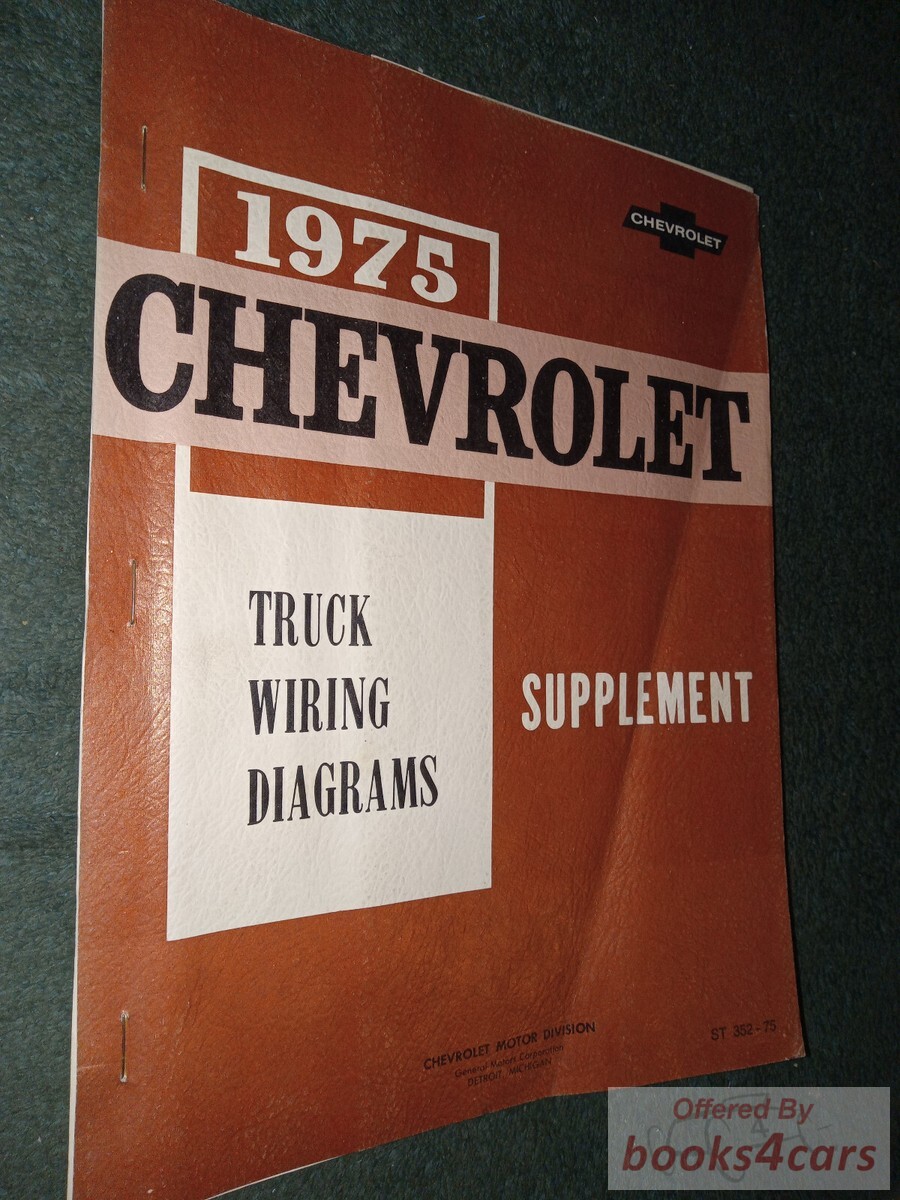 1975
CHEVROLET
CHEVROLET
TRUCK
WIRING
DIAGRAMS
SUPPLEMENT
CHEVROLET MOTOR DIVISION
General Motors Corporation
DETROIT, MICHIGAN
ST 352-75
Offered By
books4cars